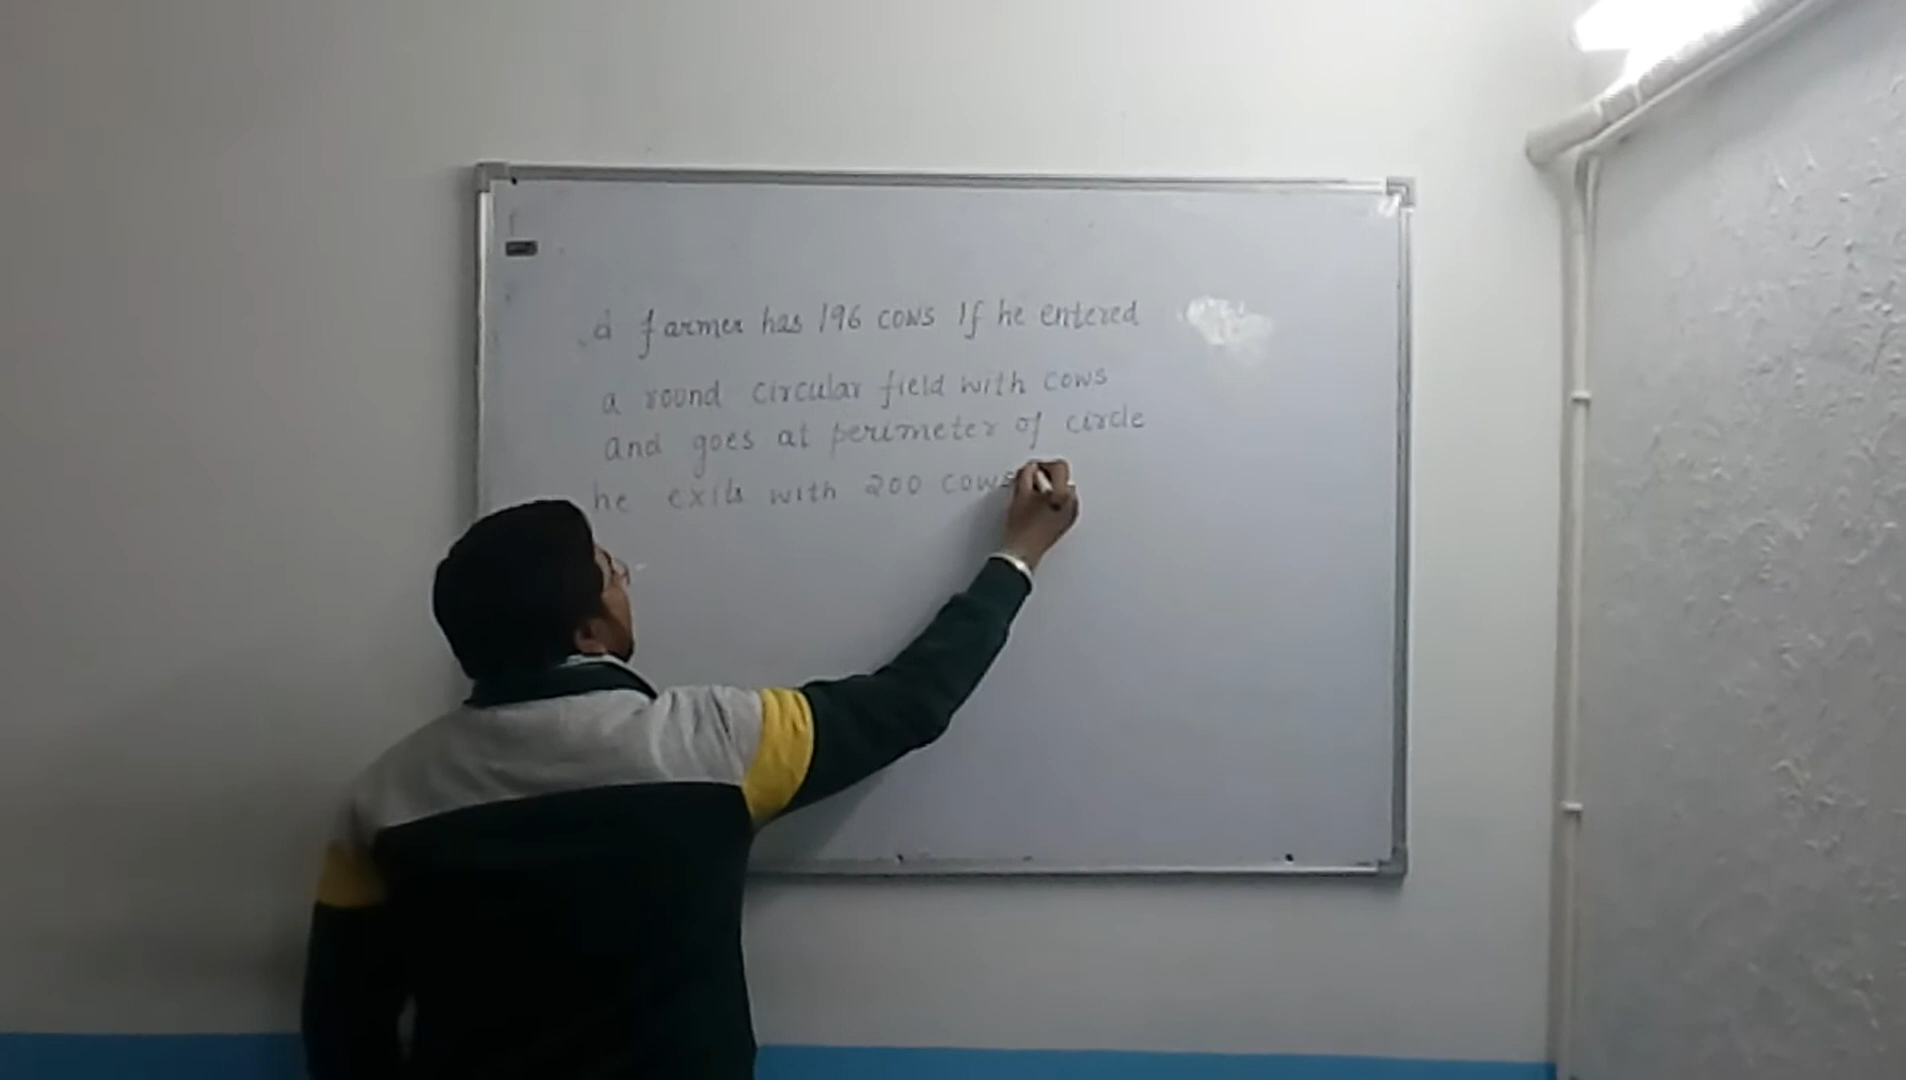 a farmer has 196 cows If he entered
a round circular field with cows
and goes at perimeter of circle
he exits with 200 cows